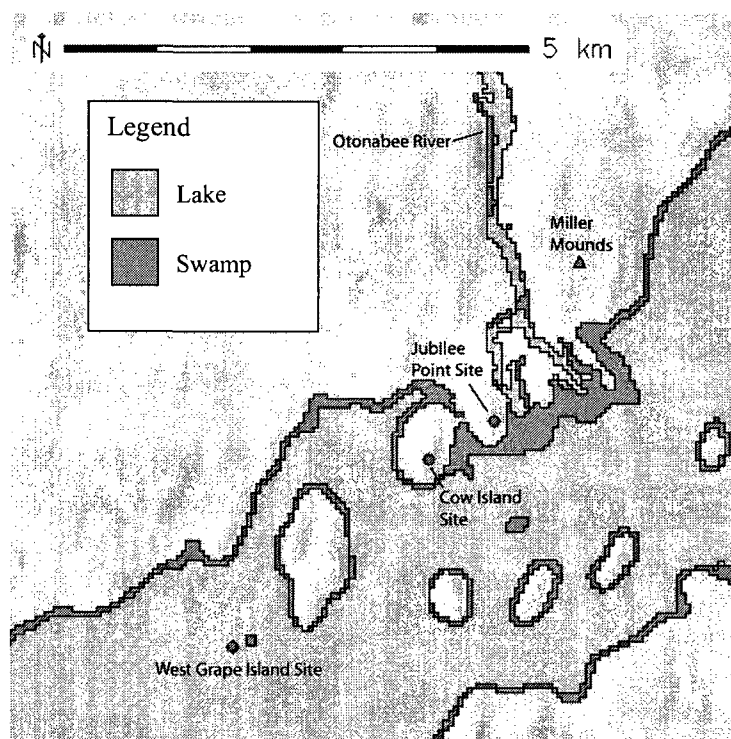 N
5 km
Legend
Lake
Swamp
Otonabee River
Miller
Mounds
Jubilee
Point Site
Cow Island
Site
West Grape Island Site